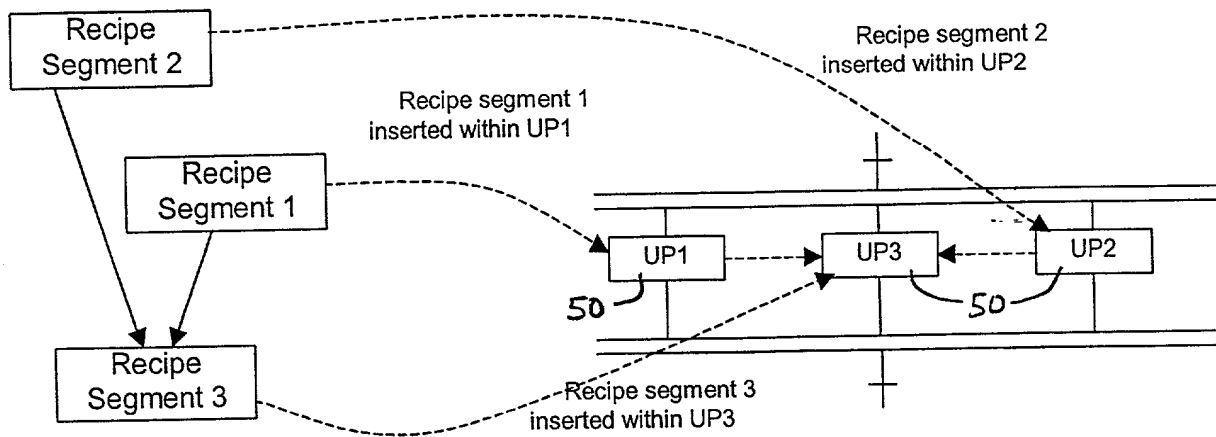 Recipe
Segment 2
Recipe segment 2
inserted within UP2
Recipe segment 1
inserted within UP1
Recipe
Segment 1
UP1
UP3
UP2
50
50
Recipe
Segment 3
Recipe segment 3
inserted within UP3